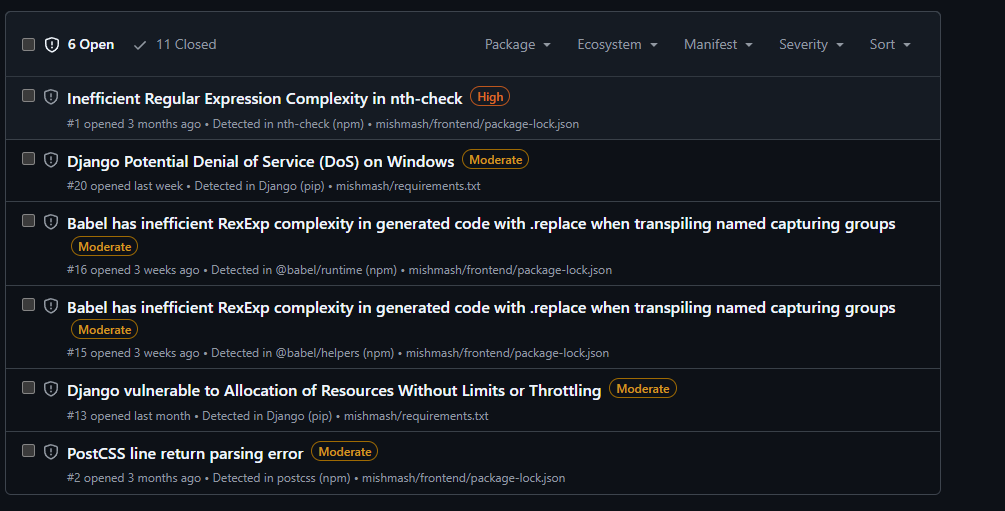 6 Open 11 Closed Package Ecosystem Manifest Severity Sort
Inefficient Regular Expression Complexity in nth-check High
#1 opened 3 months ago • Detected in nth-check (npm) • mishmash/frontend/package-lock.json
Django Potential Denial of Service (DoS) on Windows Moderate
#20 opened last week • Detected in Django (pip) • mishmash/requirements.txt
Babel has inefficient RexExp complexity in generated code with .replace when transpiling named capturing groups
Moderate
#16 opened 3 weeks ago • Detected in @babel/runtime (npm) • mishmash/frontend/package-lock.json
Babel has inefficient RexExp complexity in generated code with .replace when transpiling named capturing groups
Moderate
#15 opened 3 weeks ago • Detected in @babel/helpers (npm) • mishmash/frontend/package-lock.json
Django vulnerable to Allocation of Resources Without Limits or Throttling Moderate
#13 opened last month • Detected in Django (pip) • mishmash/requirements.txt
PostCSS line return parsing error Moderate
#2 opened 3 months ago • Detected in postcss (npm) • mishmash/frontend/package-lock.json